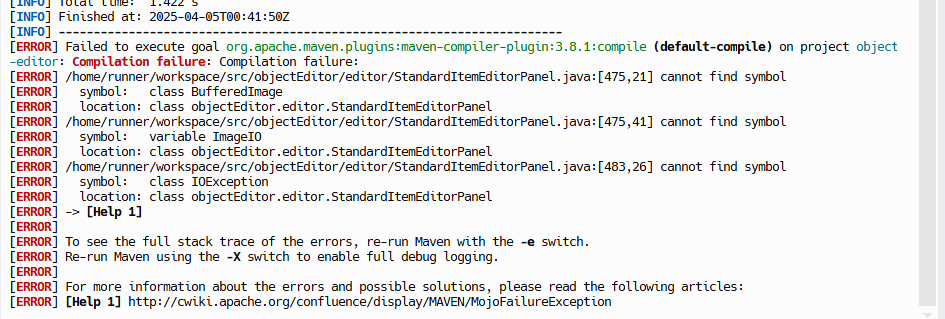 [INFO] Total time:  1.422 s
[INFO] Finished at: 2025-04-05T00:41:50Z
[INFO] ------------------------------------------------------------------------
[ERROR] Failed to execute goal org.apache.maven.plugins:maven-compiler-plugin:3.8.1:compile (default-compile) on project object
-editor: Compilation failure: Compilation failure:
[ERROR] /home/runner/workspace/src/objectEditor/editor/StandardItemEditorPanel.java:[475,21] cannot find symbol
[ERROR]   symbol:   class BufferedImage
[ERROR]   location: class objectEditor.editor.StandardItemEditorPanel
[ERROR] /home/runner/workspace/src/objectEditor/editor/StandardItemEditorPanel.java:[475,41] cannot find symbol
[ERROR]   symbol:   variable ImageIO
[ERROR]   location: class objectEditor.editor.StandardItemEditorPanel
[ERROR] /home/runner/workspace/src/objectEditor/editor/StandardItemEditorPanel.java:[483,26] cannot find symbol
[ERROR]   symbol:   class IOException
[ERROR]   location: class objectEditor.editor.StandardItemEditorPanel
[ERROR] -> [Help 1]
[ERROR]
[ERROR] To see the full stack trace of the errors, re-run Maven with the -e switch.
[ERROR] Re-run Maven using the -X switch to enable full debug logging.
[ERROR]
[ERROR] For more information about the errors and possible solutions, please read the following articles:
[ERROR] [Help 1] http://cwiki.apache.org/confluence/display/MAVEN/MojoFailureException